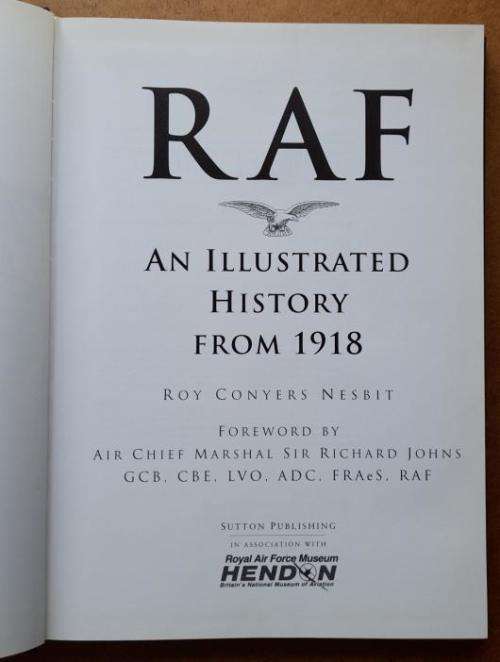 RAF
AN ILLUSTRATED
HISTORY
FROM 1918
ROY CONYERS NESBIT
FOREWORD BY
AIR CHIEF MARSHAL SIR RICHARD JOHNS
GCB, CBE, LVO, ADC, FRAeS, RAF
SUTTON PUBLISHING
IN ASSOCIATION WITH
Royal Air Force Museum
HENDON
Britain's National Museum of Aviation